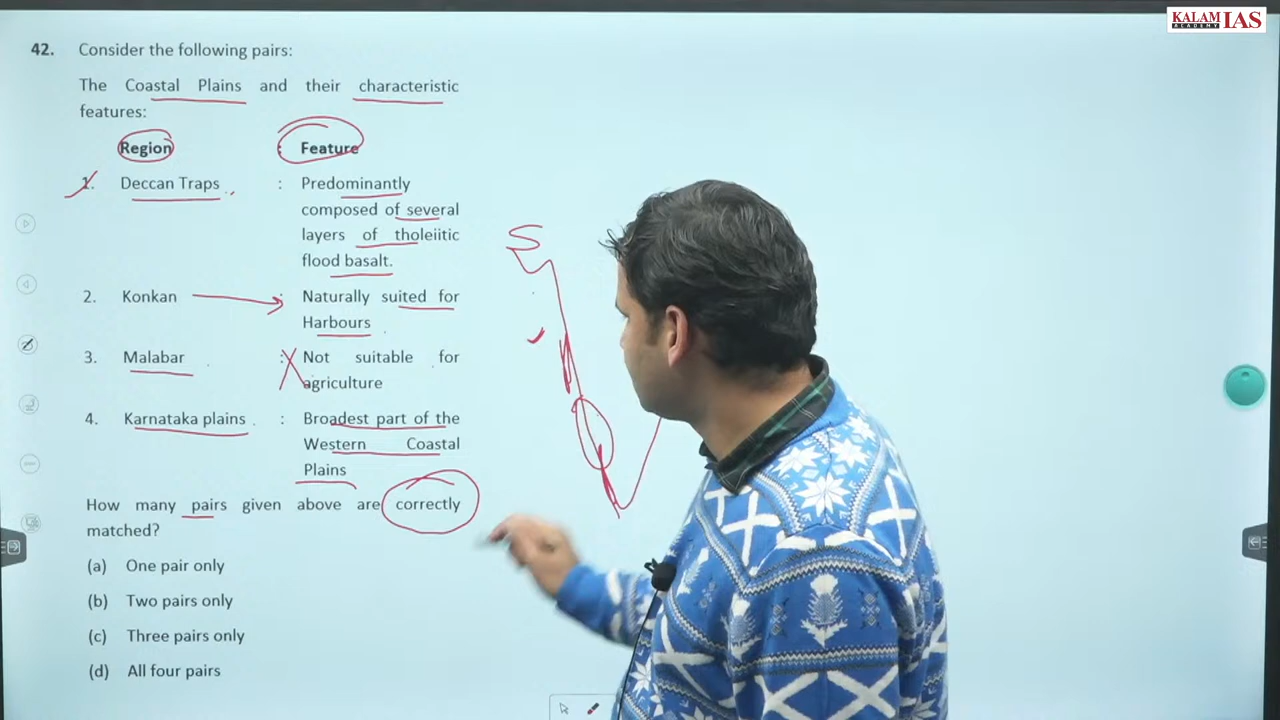 KALAM IAS
ACADEMY
42. Consider the following pairs:
The Coastal Plains and their characteristic
features:
Region : Feature
1. Deccan Traps : Predominantly
composed of several
layers of tholeiitic
flood basalt.
2. Konkan : Naturally suited for
Harbours
3. Malabar : Not suitable for
agriculture
4. Karnataka plains : Broadest part of the
Western Coastal
Plains
How many pairs given above are correctly
matched?
(a) One pair only
(b) Two pairs only
(c) Three pairs only
(d) All four pairs